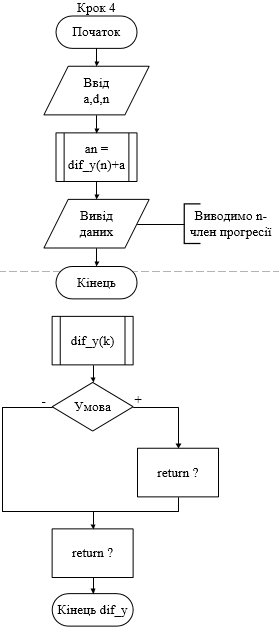 Крок 4
Початок
Ввід
a,d,n
an =
dif_y(n)+a
Вивід
даних
Виводимо n-
член прогресії
Кінець
dif_y(k)
-
Умова
+
return ?
return ?
Кінець dif_y